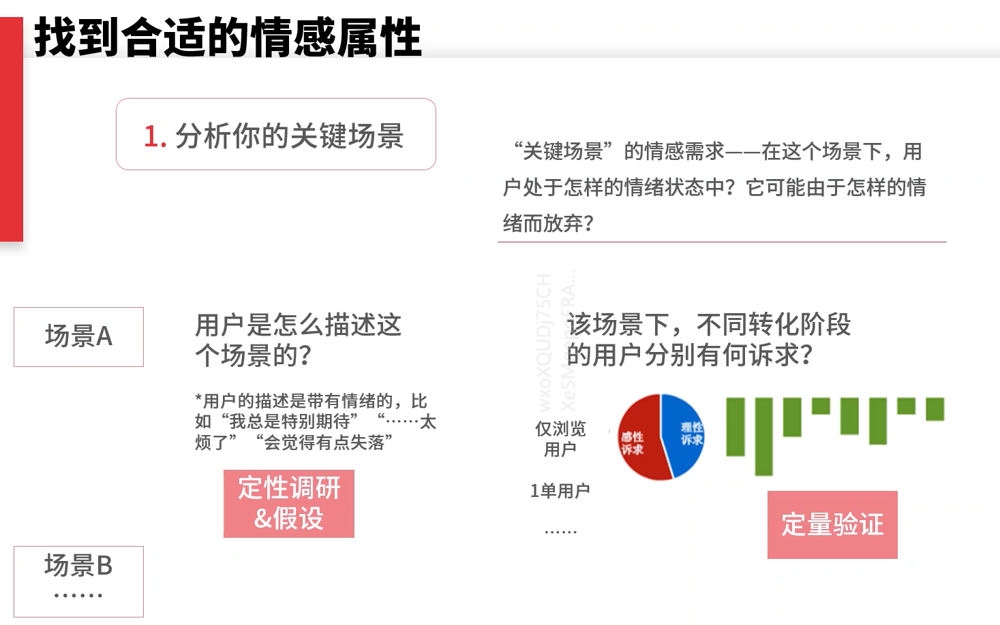 找到合适的情感属性
1. 分析你的关键场景
“关键场景”的情感需求——在这个场景下，用
户处于怎样的情绪状态中？它可能由于怎样的情
绪而放弃？
场景A
用户是怎么描述这
个场景的？
*用户的描述是带有情绪的，比
如“我总是特别期待”“……太
烦了”“会觉得有点失落”
定性调研
&假设
该场景下，不同转化阶段
的用户分别有何诉求？
仅浏览
用户
感性
诉求
理性
诉求
1单用户
……
定量验证
场景B
……
wxoXQUDj75CH